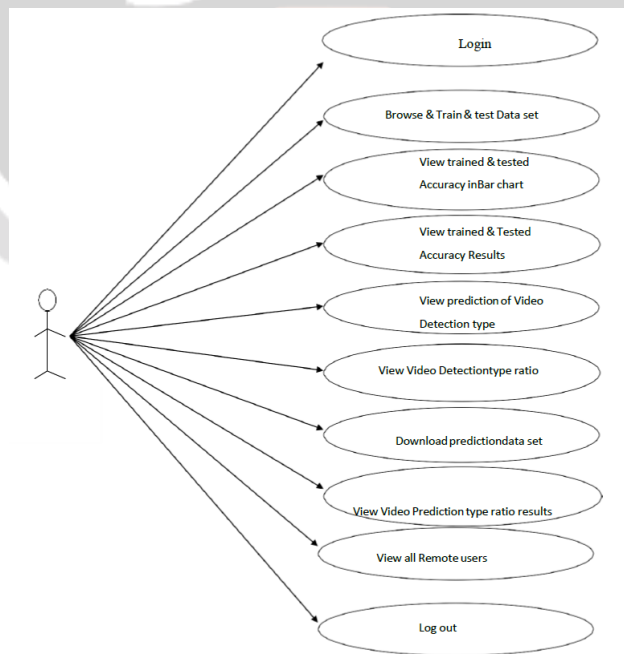 Login
Browse & Train & test Data set
View trained & tested
Accuracy inBar chart
View trained & Tested
Accuracy Results
View prediction of Video
Detection type
View Video Detectiontype ratio
Download predictiondata set
View Video Prediction type ratio results
View all Remote users
Log out